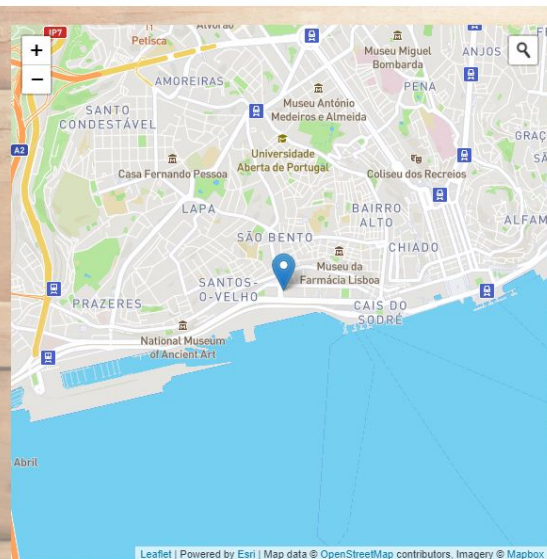 IP7
Alvorão
Petisca
+
−
Museu Miguel
Bombarda
ANJOS
AMOREIRAS
PENA
SANTO
CONDESTÁVEL
Museu António
Medeiros e Almeida
A2
Universidade
Aberta de Portugal
GRAÇ
Casa Fernando Pessoa
Coliseu dos Recreios
LAPA
BAIRRO
ALTO
ALFAM
SÃO BENTO
CHIADO
Museu da
Farmácia Lisboa
SANTOS-
O-VELHO
PRAZERES
CAIS DO
SODRÉ
National Museum
of Ancient Art
Abril
Leaflet | Powered by Esri | Map data © OpenStreetMap contributors, Imagery © Mapbox